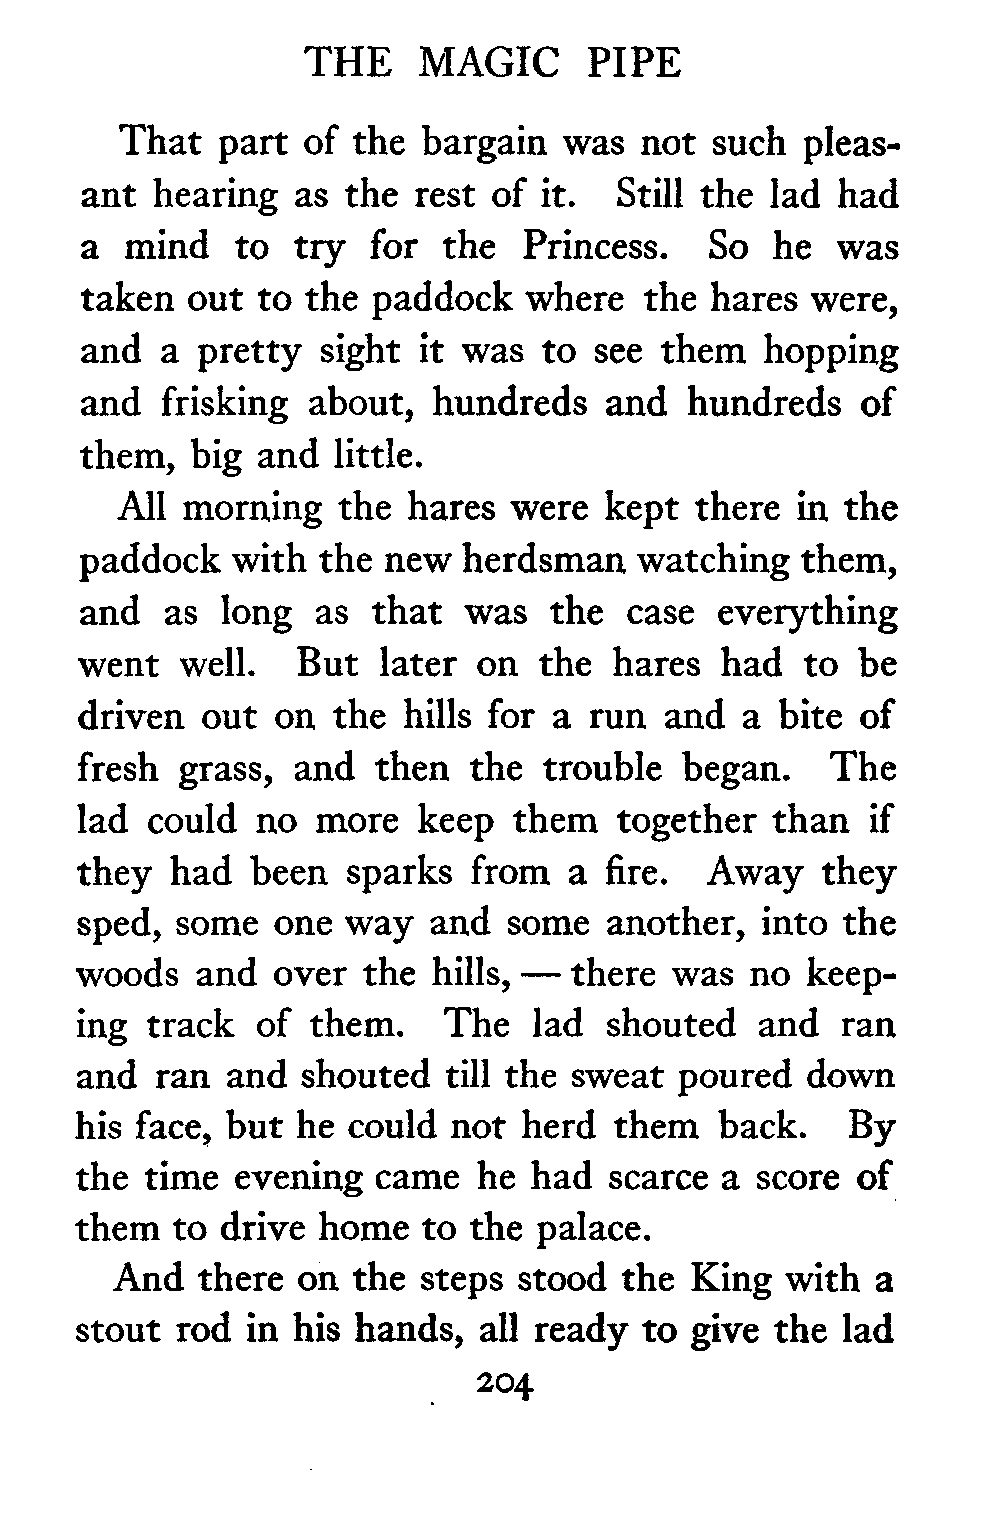 THE MAGIC PIPE
That part of the bargain was not such pleas-
ant hearing as the rest of it. Still the lad had
a mind to try for the Princess. So he was
taken out to the paddock where the hares were,
and a pretty sight it was to see them hopping
and frisking about, hundreds and hundreds of
them, big and little.
All morning the hares were kept there in the
paddock with the new herdsman watching them,
and as long as that was the case everything
went well. But later on the hares had to be
driven out on the hills for a run and a bite of
fresh grass, and then the trouble began. The
lad could no more keep them together than if
they had been sparks from a fire. Away they
sped, some one way and some another, into the
woods and over the hills, — there was no keep-
ing track of them. The lad shouted and ran
and ran and shouted till the sweat poured down
his face, but he could not herd them back. By
the time evening came he had scarce a score of
them to drive home to the palace.
And there on the steps stood the King with a
stout rod in his hands, all ready to give the lad
204